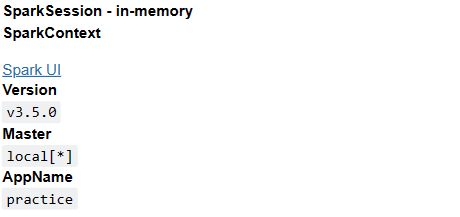 SparkSession - in-memory
SparkContext
Spark UI
Version
v3.5.0
Master
local[*]
AppName
practice